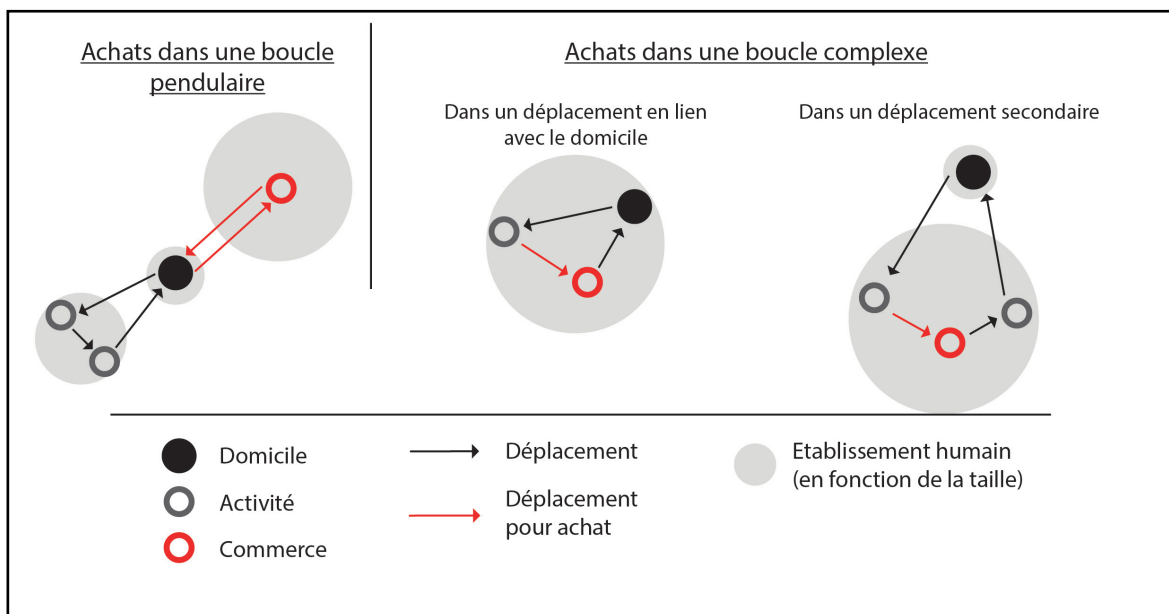 Achats dans une boucle
pendulaire
Achats dans une boucle complexe
Dans un déplacement en lien
avec le domicile
Dans un déplacement secondaire
Domicile
Activité
Commerce
Déplacement
Déplacement
pour achat
Etablissement humain
(en fonction de la taille)